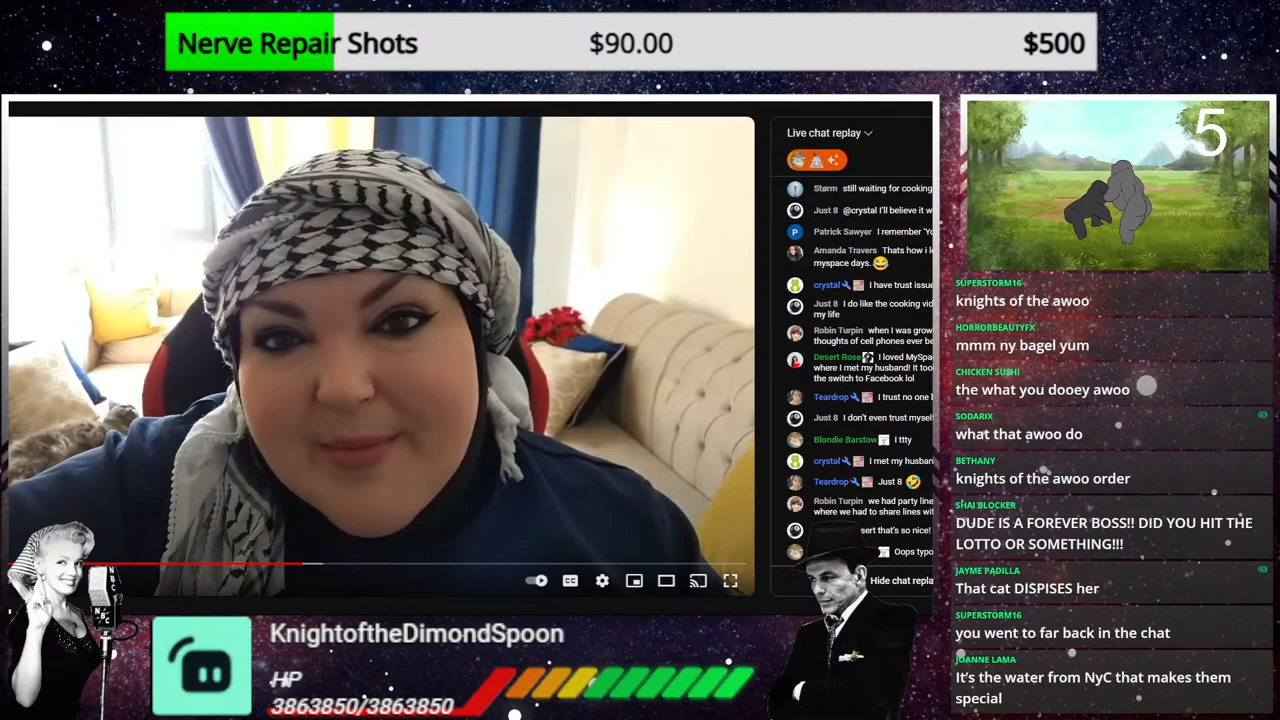 Nerve Repair Shots $90.00 $500
Live chat replay
Størm still waiting for cooking
Just 8 @crystal I'll believe it w
Patrick Sawyer I remember 'Yo
Amanda Travers Thats how i l
myspace days.
crystal I have trust issue
Just 8 I do like the cooking vid
my life
Robin Turpin when I was grow
thoughts of cell phones ever be
Desert Rose I loved MySpa
where I met my husband! It too
the switch to Facebook lol
Teardrop I trust no one
Just 8 I don't even trust mysel
Blondie Barstow I ttty
crystal I met my husban
Teardrop Just 8
Robin Turpin we had party line
where we had to share lines wi
sert that's so nice!
Oops typo
Hide chat repla
5
SUPERSTORM16
knights of the awoo
HORRORBEAUTYFX
mmm ny bagel yum
CHICKEN SUSHI
the what you dooey awoo
SODARIX
what that awoo do
BETHANY
knights of the awoo order
SHAI BLOCKER
DUDE IS A FOREVER BOSS!! DID YOU HIT THE
LOTTO OR SOMETHING!!!
JAYME PADILLA
That cat DISPISES her
SUPERSTORM16
you went to far back in the chat
JOANNE LAMA
It's the water from NyC that makes them
special
NBC
KnightoftheDimondSpoon
HP
3863850/3863850